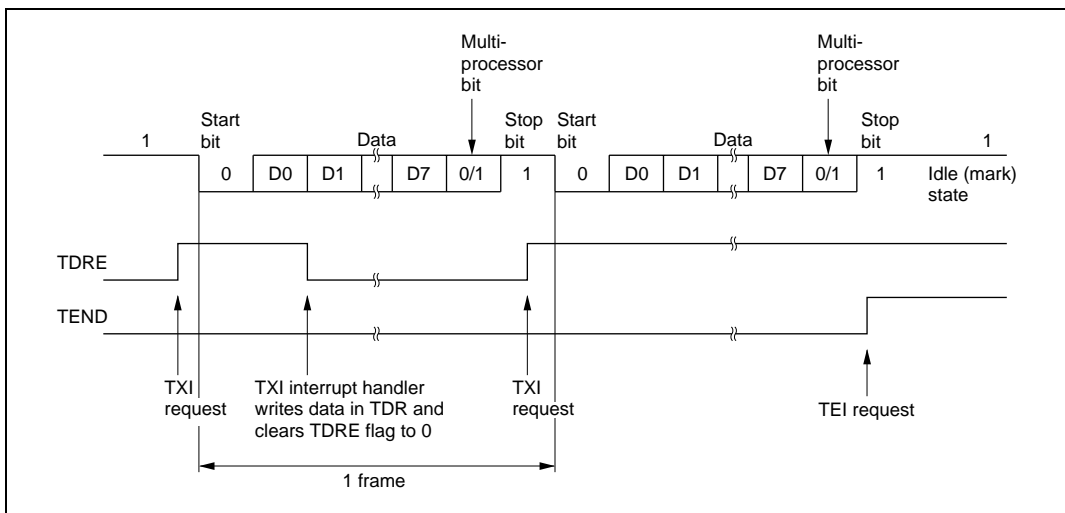 Multi-
processor
bit
Multi-
processor
bit
1
Start
bit
Data
Stop
bit
Start
bit
Data
Stop
bit
1
0 D0 D1 D7 0/1 1 0 D0 D1 D7 0/1 1 Idle (mark)
state
TDRE
TEND
TXI
request
TXI interrupt handler
writes data in TDR and
clears TDRE flag to 0
TXI
request
TEI request
1 frame